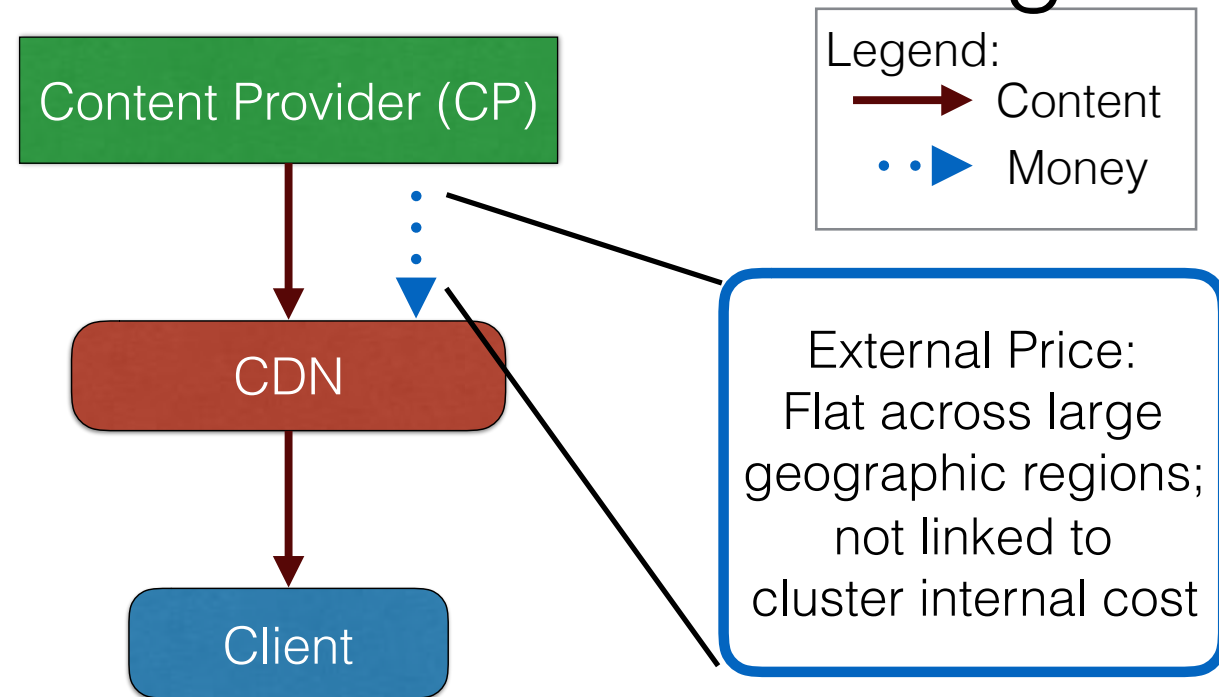 Content Provider (CP)
Legend:
Content
Money
CDN
External Price:
Flat across large
geographic regions;
not linked to
cluster internal cost
Client